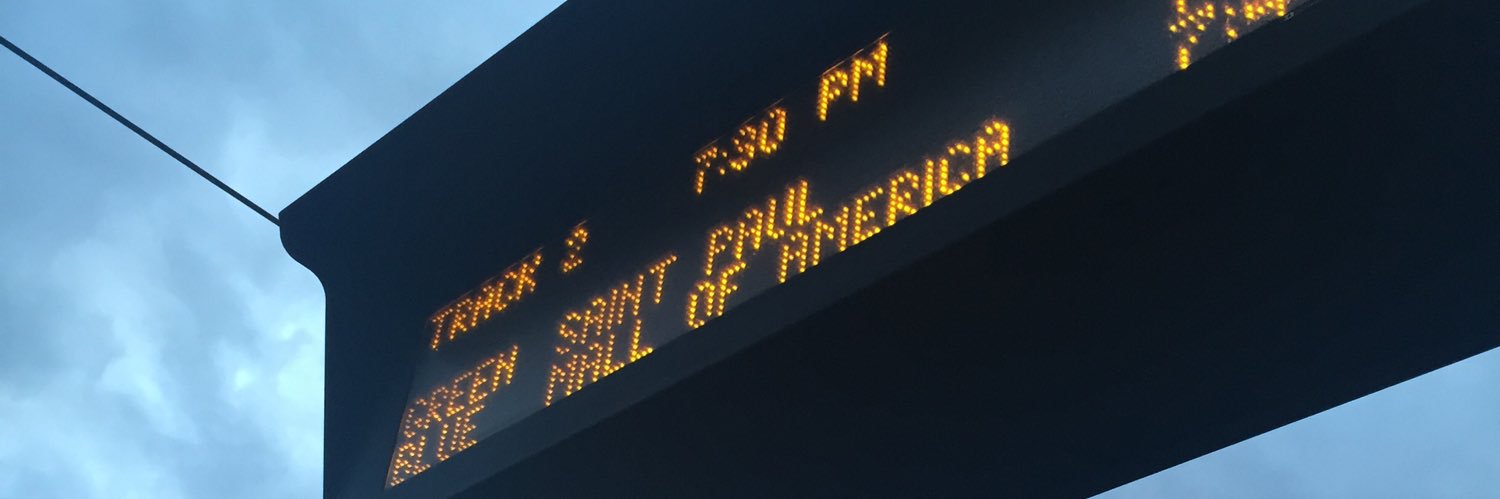 TRACK 2 7:30 PM
GREEN SAINT PAUL
BLUE MALL OF AMERICA